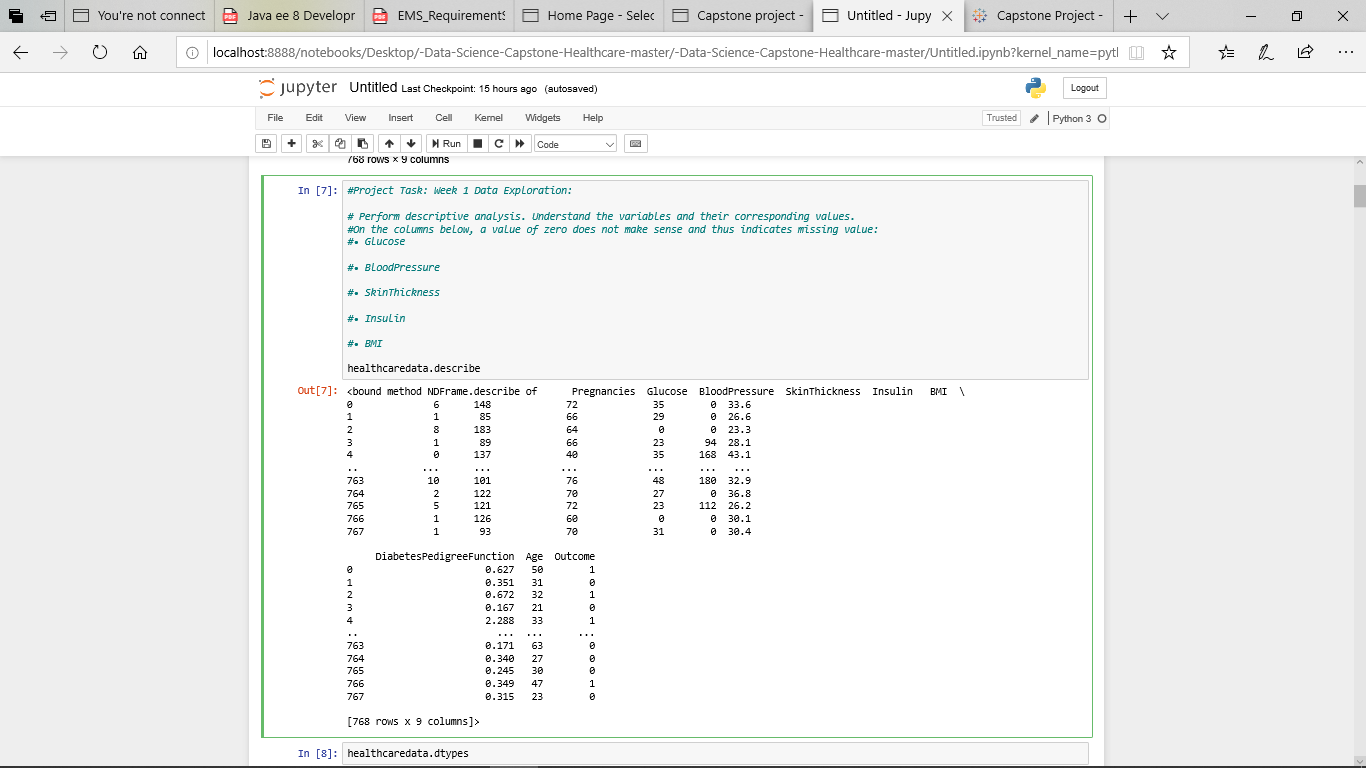 You're not connect
Java ee 8 Developr
EMS_Requirements
Home Page - Selec
Capstone project -
Untitled - Jupy
Capstone Project -
localhost:8888/notebooks/Desktop/-Data-Science-Capstone-Healthcare-master/-Data-Science-Capstone-Healthcare-master/Untitled.ipynb?kernel_name=pytl
jupyter Untitled Last Checkpoint: 15 hours ago (autosaved)
Logout
File Edit View Insert Cell Kernel Widgets Help
Trusted Python 3
Run Code
768 rows × 9 columns
In [7]: #Project Task: Week 1 Data Exploration:
# Perform descriptive analysis. Understand the variables and their corresponding values.
#On the columns below, a value of zero does not make sense and thus indicates missing value:
#• Glucose
#• BloodPressure
#• SkinThickness
#• Insulin
#• BMI
healthcaredata.describe
Out[7]: <bound method NDFrame.describe of Pregnancies Glucose BloodPressure SkinThickness Insulin BMI \
0 6 148 72 35 0 33.6
1 1 85 66 29 0 26.6
2 8 183 64 0 0 23.3
3 1 89 66 23 94 28.1
4 0 137 40 35 168 43.1
.. ... ... ... ... ... ...
763 10 101 76 48 180 32.9
764 2 122 70 27 0 36.8
765 5 121 72 23 112 26.2
766 1 126 60 0 0 30.1
767 1 93 70 31 0 30.4
DiabetesPedigreeFunction Age Outcome
0 0.627 50 1
1 0.351 31 0
2 0.672 32 1
3 0.167 21 0
4 2.288 33 1
.. ... ... ...
763 0.171 63 0
764 0.340 27 0
765 0.245 30 0
766 0.349 47 1
767 0.315 23 0
[768 rows x 9 columns]>
In [8]: healthcaredata.dtypes